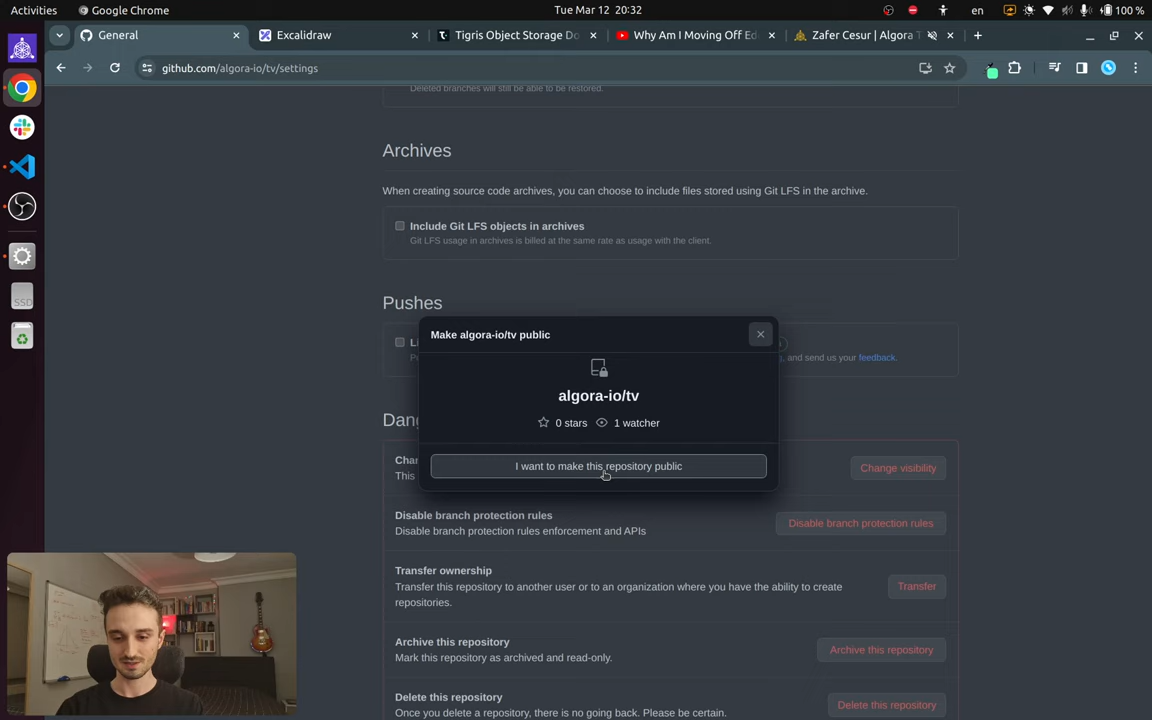 Activities
Google Chrome
Tue Mar 12 20:32
en
100 %
General
Excalidraw
Tigris Object Storage Do
Why Am I Moving Off Ed
Zafer Cesur | Algora T
github.com/algora-io/tv/settings
Deleted branches will still be able to be restored.
Archives
When creating source code archives, you can choose to include files stored using Git LFS in the archive.
Include Git LFS objects in archives
Git LFS usage in archives is billed at the same rate as usage with the client.
Pushes
Make algora-io/tv public
and send us your feedback.
algora-io/tv
0 stars
1 watcher
I want to make this repository public
Change visibility
This
Disable branch protection rules
Disable branch protection rules enforcement and APIs
Disable branch protection rules
Transfer ownership
Transfer this repository to another user or to an organization where you have the ability to create
repositories.
Transfer
Archive this repository
Mark this repository as archived and read-only.
Archive this repository
Delete this repository
Once you delete a repository, there is no going back. Please be certain.
Delete this repository
SSD